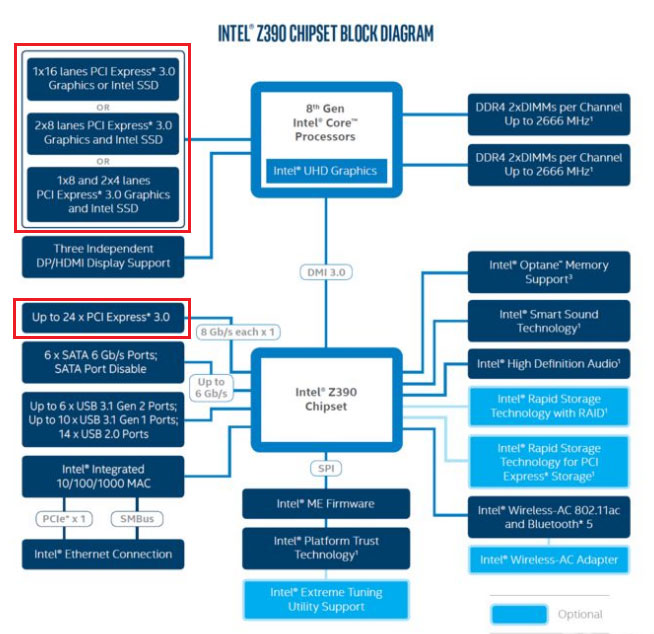 INTEL® Z390 CHIPSET BLOCK DIAGRAM
1x16 lanes PCI Express* 3.0
Graphics or Intel SSD
OR
2x8 lanes PCI Express* 3.0
Graphics and Intel SSD
OR
1x8 and 2x4 lanes
PCI Express* 3.0 Graphics
and Intel SSD
Three Independent
DP/HDMI Display Support
8th Gen
Intel® Core™
Processors
Intel® UHD Graphics
DDR4 2xDIMMs per Channel
Up to 2666 MHz¹
DDR4 2xDIMMs per Channel
Up to 2666 MHz¹
DMI 3.0
Up to 24 x PCI Express* 3.0
8 Gb/s each x 1
6 x SATA 6 Gb/s Ports;
SATA Port Disable
Up to
6 Gb/s
Up to 6 x USB 3.1 Gen 2 Ports;
Up to 10 x USB 3.1 Gen 1 Ports;
14 x USB 2.0 Ports
Intel® Integrated
10/100/1000 MAC
PCIe* x 1
SMBus
Intel® Ethernet Connection
Intel® Z390
Chipset
SPI
Intel® ME Firmware
Intel® Platform Trust
Technology¹
Intel® Extreme Tuning
Utility Support
Intel® Optane™ Memory
Support³
Intel® Smart Sound
Technology¹
Intel® High Definition Audio¹
Intel® Rapid Storage
Technology with RAID¹
Intel® Rapid Storage
Technology for PCI
Express* Storage¹
Intel® Wireless-AC 802.11ac
and Bluetooth* 5
Intel® Wireless-AC Adapter
Optional